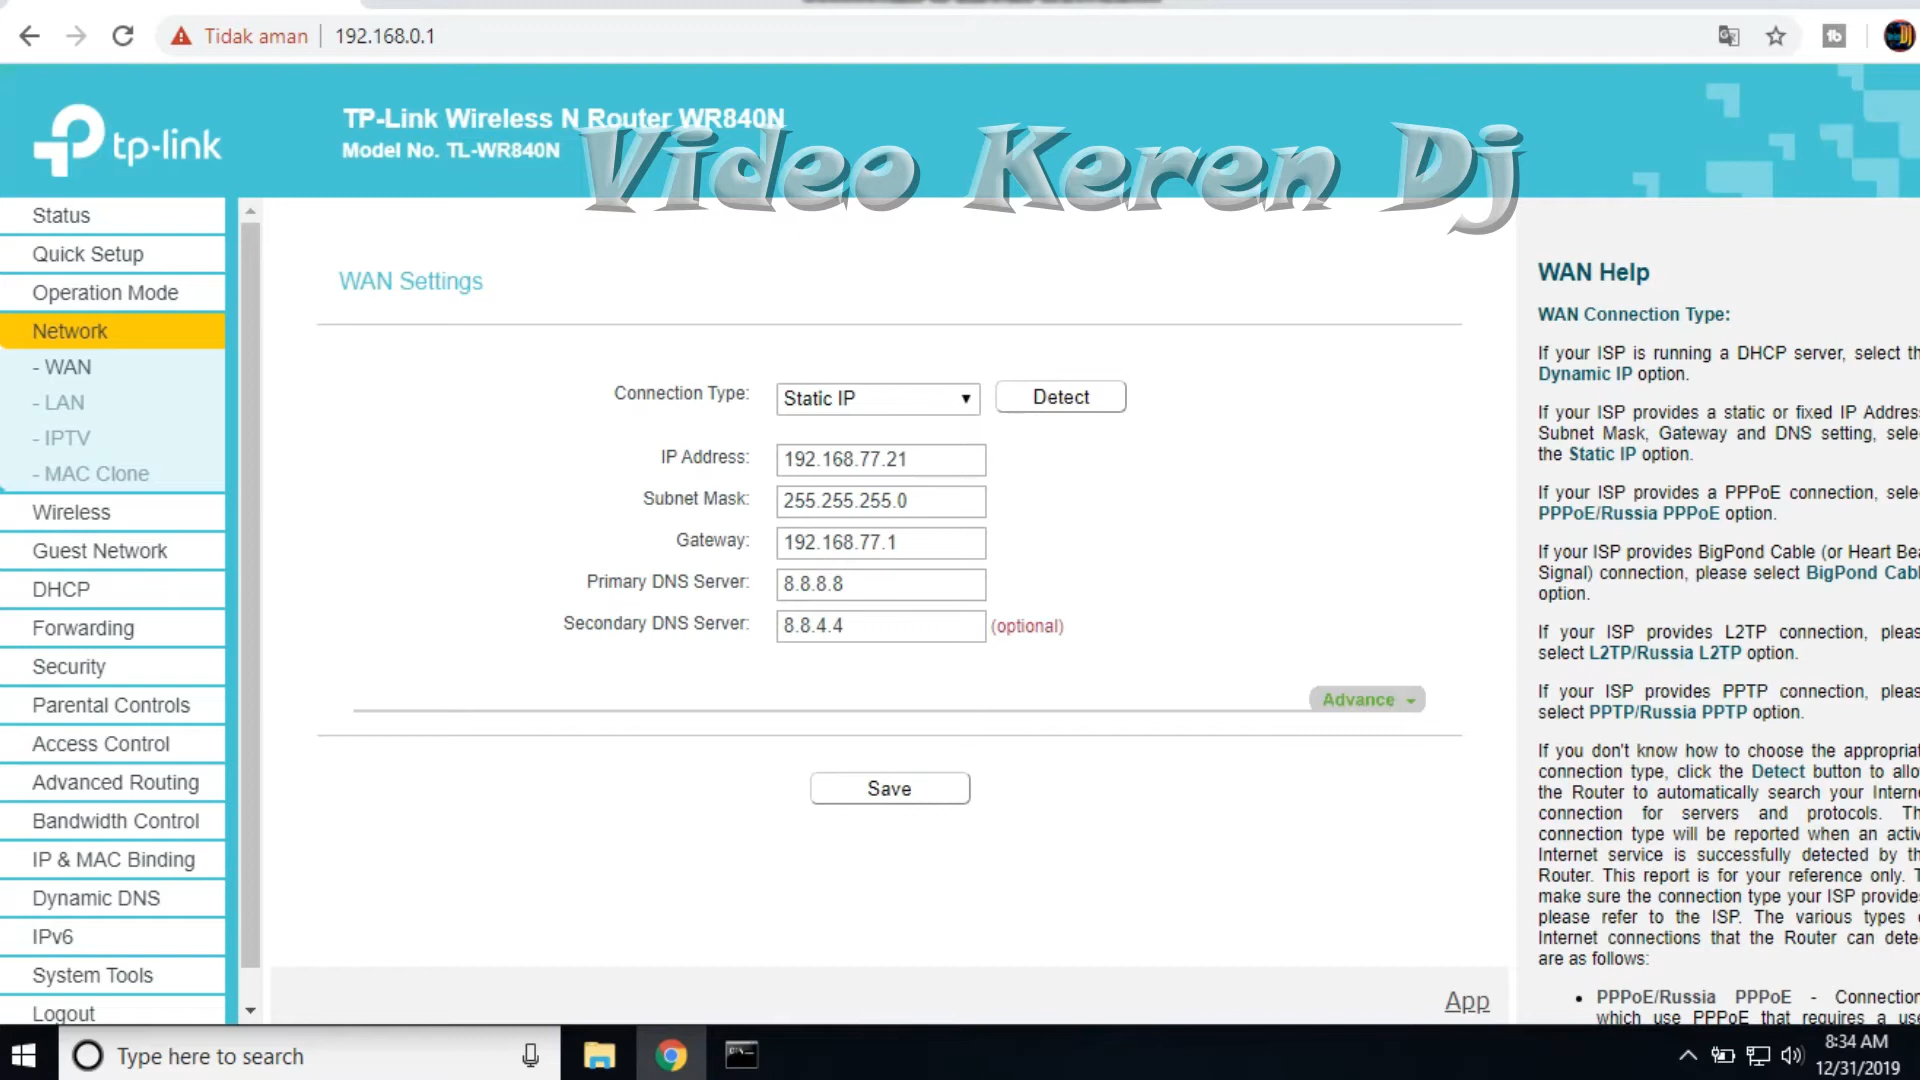 Tidak aman
192.168.0.1
tp-link
TP-Link Wireless N Router WR840N
Model No. TL-WR840N
Video Keren Dj
Status
Quick Setup
Operation Mode
Network
- WAN
- LAN
- IPTV
- MAC Clone
Wireless
Guest Network
DHCP
Forwarding
Security
Parental Controls
Access Control
Advanced Routing
Bandwidth Control
IP & MAC Binding
Dynamic DNS
IPv6
System Tools
Logout
WAN Settings
Connection Type: Static IP Detect
IP Address: 192.168.77.21
Subnet Mask: 255.255.255.0
Gateway: 192.168.77.1
Primary DNS Server: 8.8.8.8
Secondary DNS Server: 8.8.4.4 (optional)
Advance
Save
App
WAN Help
WAN Connection Type:
If your ISP is running a DHCP server, select
Dynamic IP option.
If your ISP provides a static or fixed IP
Subnet Mask, Gateway and DNS setting,
the Static IP option.
If your ISP provides a PPPoE connection,
PPPoE/Russia PPPoE option.
If your ISP provides BigPond Cable (or Heart
Signal) connection, please select BigPond
option.
If your ISP provides L2TP connection,
select L2TP/Russia L2TP option.
If your ISP provides PPTP connection,
select PPTP/Russia PPTP option.
If you don't know how to choose the
connection type, click the Detect button to
the Router to automatically search your
connection for servers and protocols.
connection type will be reported when an
Internet service is successfully detected by
Router. This report is for your reference only.
make sure the connection type your ISP
please refer to the ISP. The various types
Internet connections that the Router can
are as follows:
• PPPoE/Russia PPPoE -
which use PPPoE that requires a
Type here to search
8:34 AM
12/31/2019